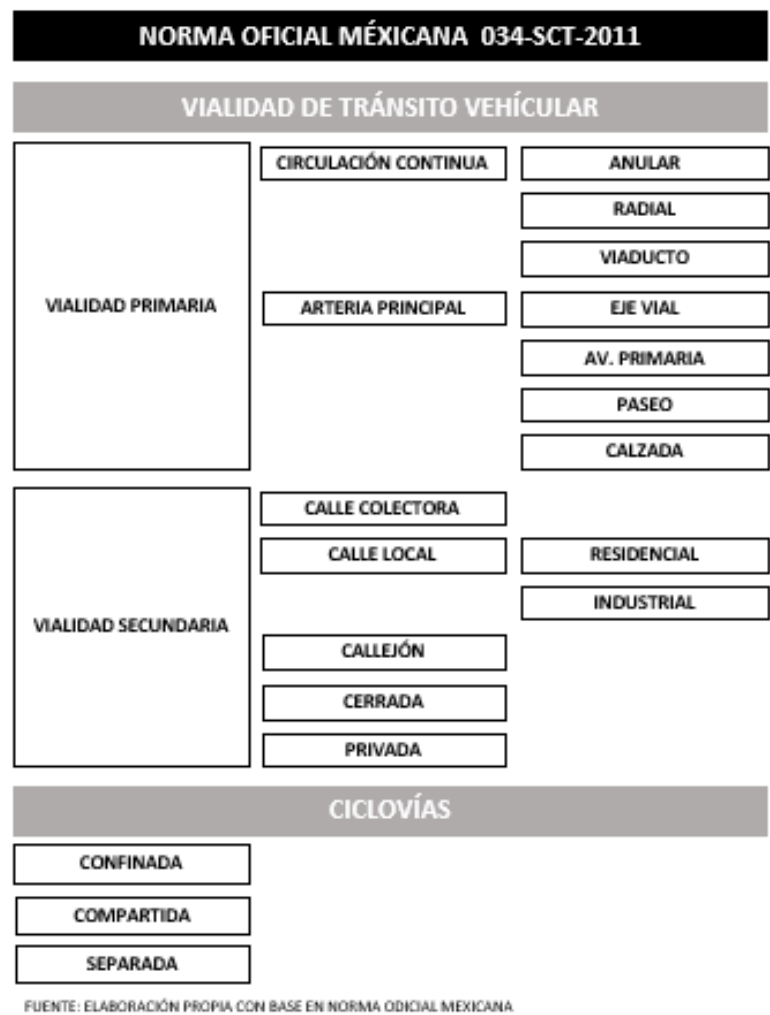 NORMA OFICIAL MÉXICANA 034-SCT-2011
VIALIDAD DE TRÁNSITO VEHÍCULAR
VIALIDAD PRIMARIA
CIRCULACIÓN CONTINUA
ANULAR
RADIAL
VIADUCTO
ARTERIA PRINCIPAL
EJE VIAL
AV. PRIMARIA
PASEO
CALZADA
VIALIDAD SECUNDARIA
CALLE COLECTORA
CALLE LOCAL
RESIDENCIAL
INDUSTRIAL
CALLEJÓN
CERRADA
PRIVADA
CICLOVÍAS
CONFINADA
COMPARTIDA
SEPARADA
FUENTE: ELABORACIÓN PROPIA CON BASE EN NORMA ODICIAL MEXICANA